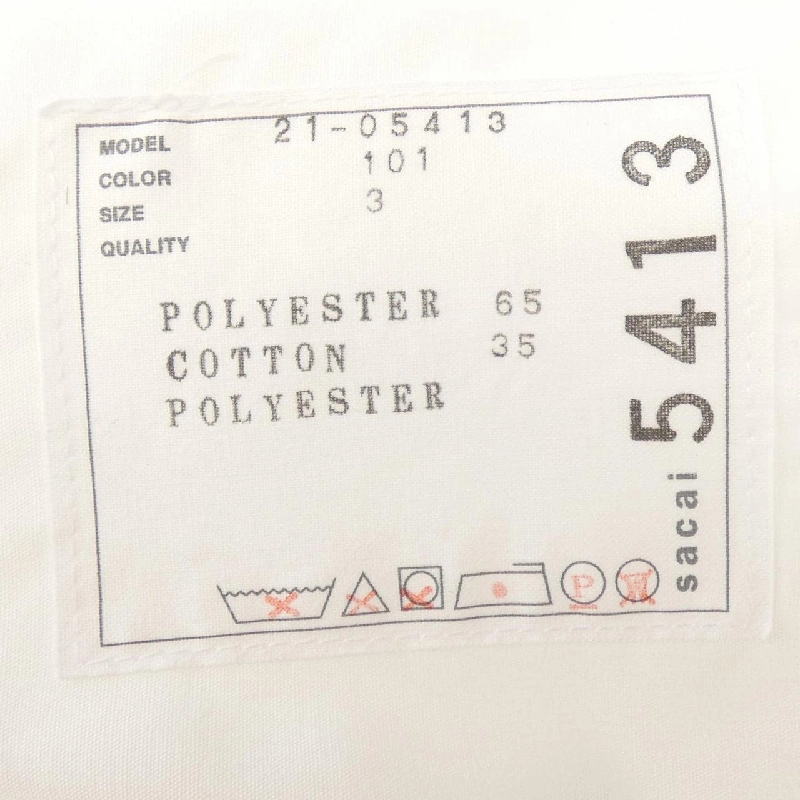 MODEL 21-05413
COLOR 101
SIZE 3
QUALITY
POLYESTER 65
COTTON 35
POLYESTER
P
W
sacai 5413